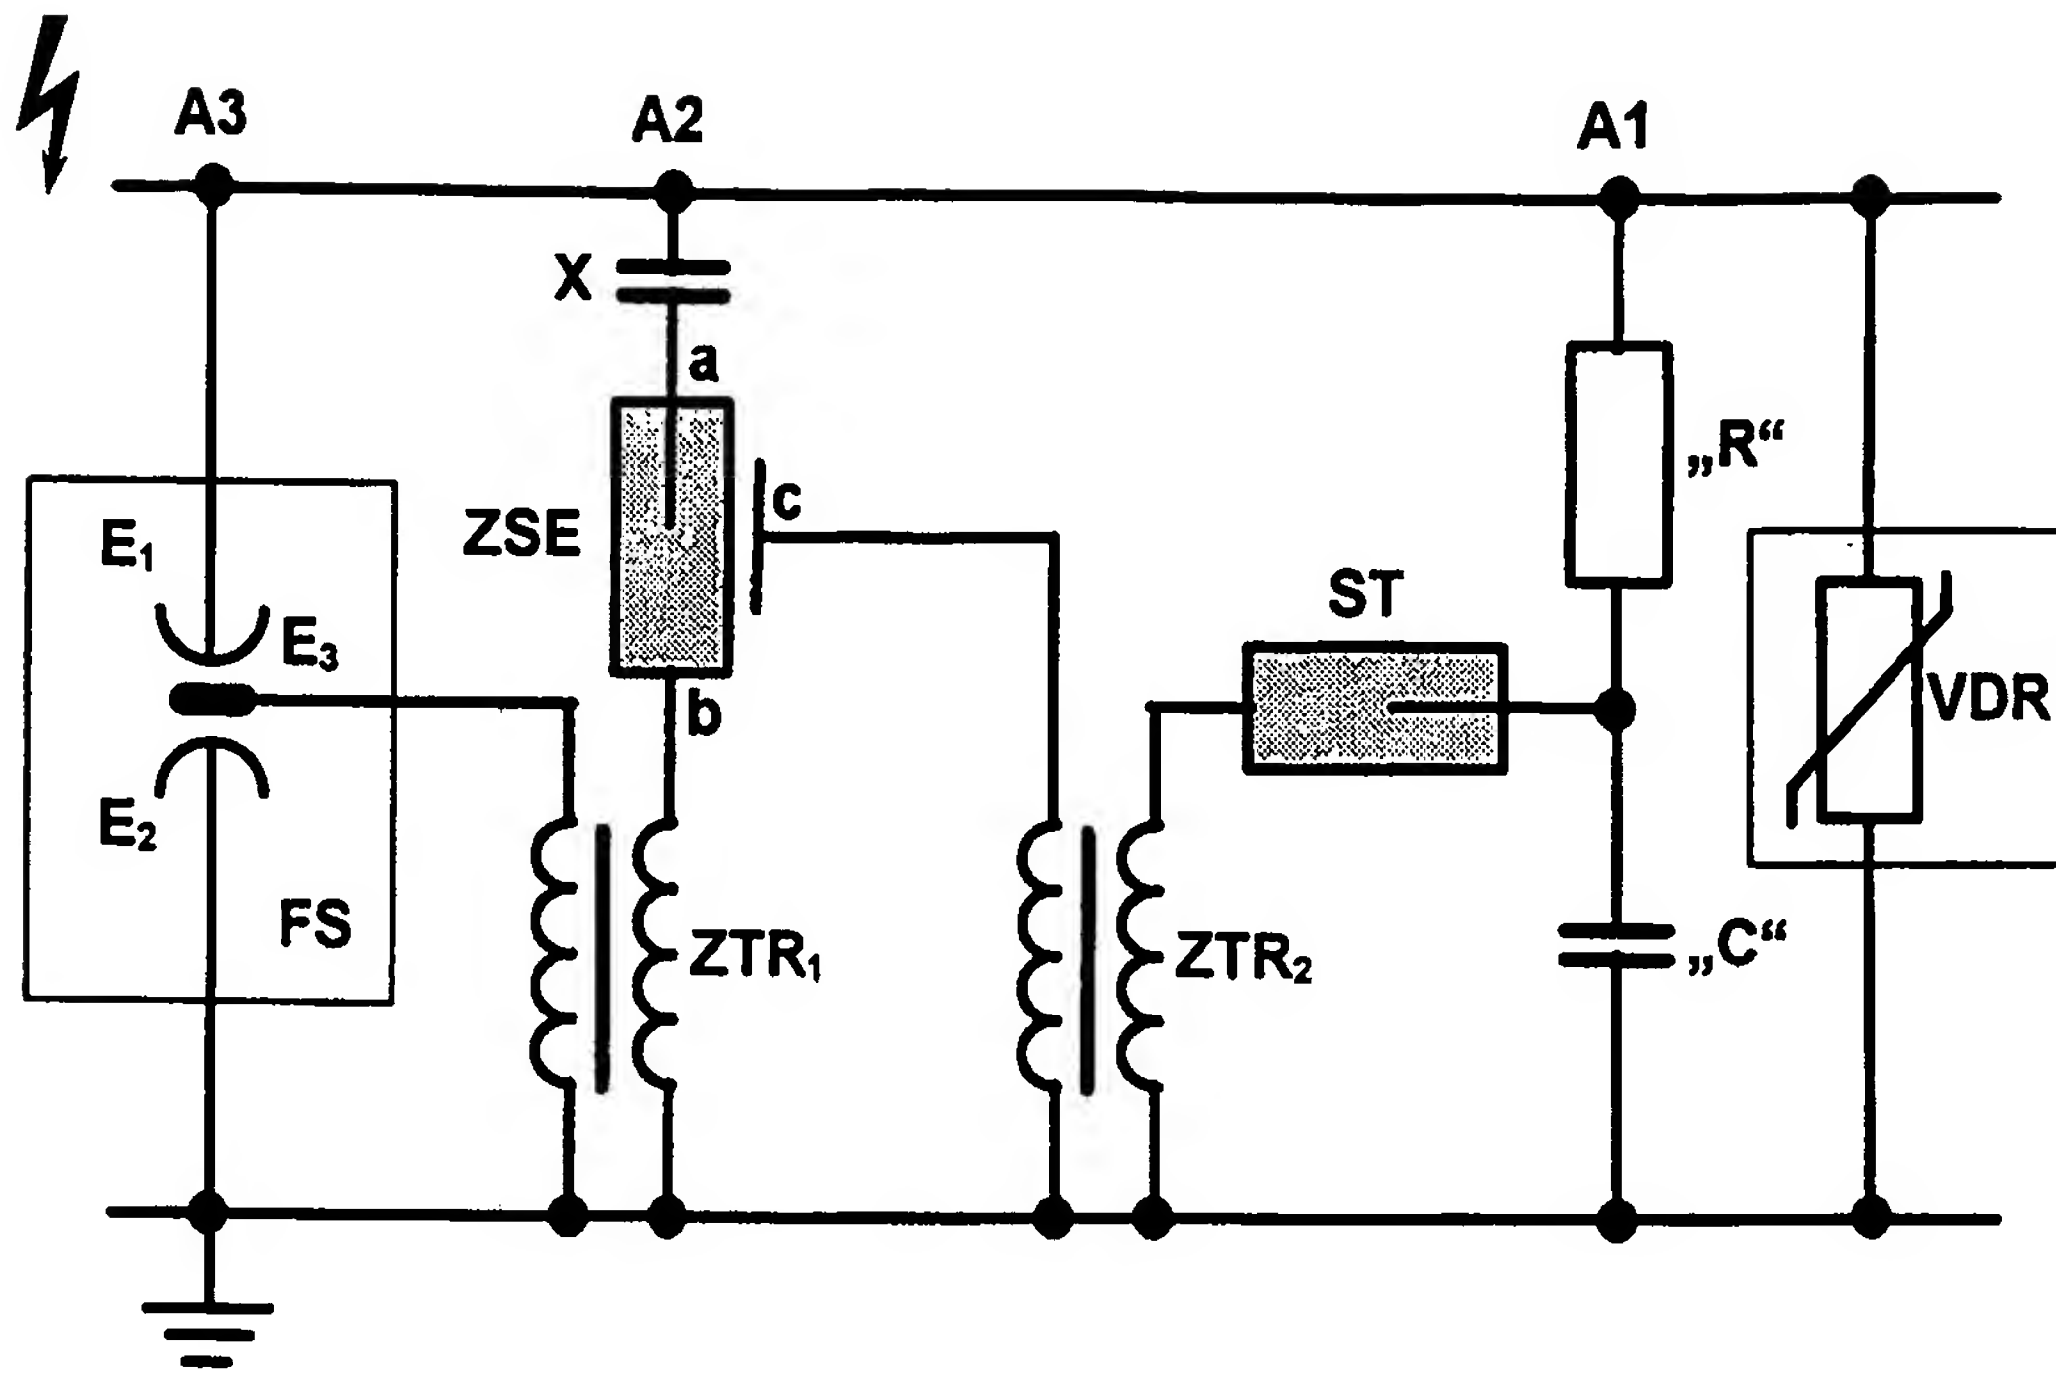 A3 A2 A1
X
a
„R“
c
ZSE
E₁
ST
E₃
VDR
b
E₂
FS
ZTR₁ ZTR₂ „C“